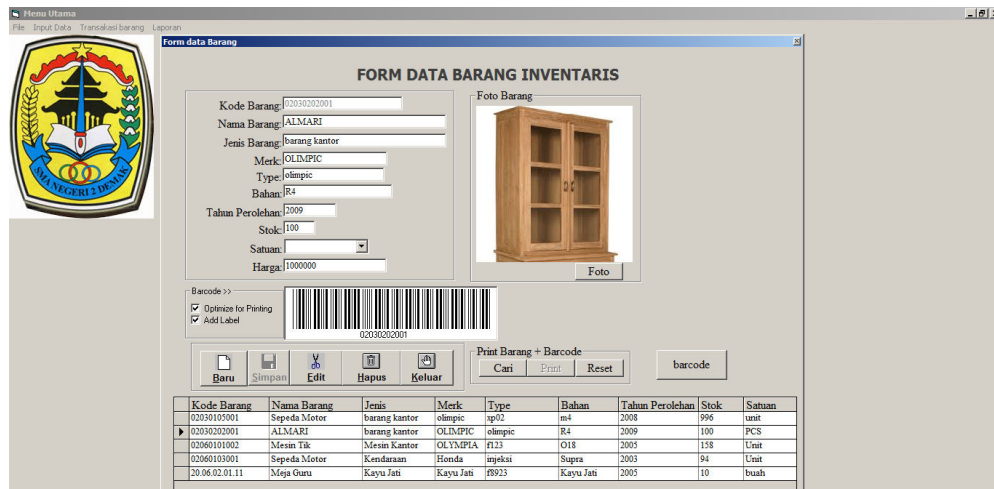 Menu Utama
File Input Data Transakasi barang Laporan
Form data Barang
SMA NEGERI 2 DEMAK
FORM DATA BARANG INVENTARIS
Kode Barang: 02030202001
Nama Barang: ALMARI
Jenis Barang: barang kantor
Merk: OLIMPIC
Type: olimpic
Bahan: R4
Tahun Perolehan: 2009
Stok: 100
Satuan:
Harga: 1000000
Foto Barang
Foto
Barcode >>
Optimize for Printing
Add Label
02030202001
Baru Simpan Edit Hapus Keluar
Print Barang + Barcode
Cari Print Reset
barcode
Kode Barang Nama Barang Jenis Merk Type Bahan Tahun Perolehan Stok Satuan
02030105001 Sepeda Motor barang kantor olimpic xp02 m4 2008 996 unit
02030202001 ALMARI barang kantor OLIMPIC olimpic R4 2009 100 PCS
02060101002 Mesin Tik Mesin Kantor OLYMPIA f123 O18 2005 158 Unit
02060103001 Sepeda Motor Kendaraan Honda injeksi Supra 2003 94 Unit
20.06.02.01.11 Meja Guru Kayu Jati Kayu Jati f8923 Kayu Jati 2005 10 buah